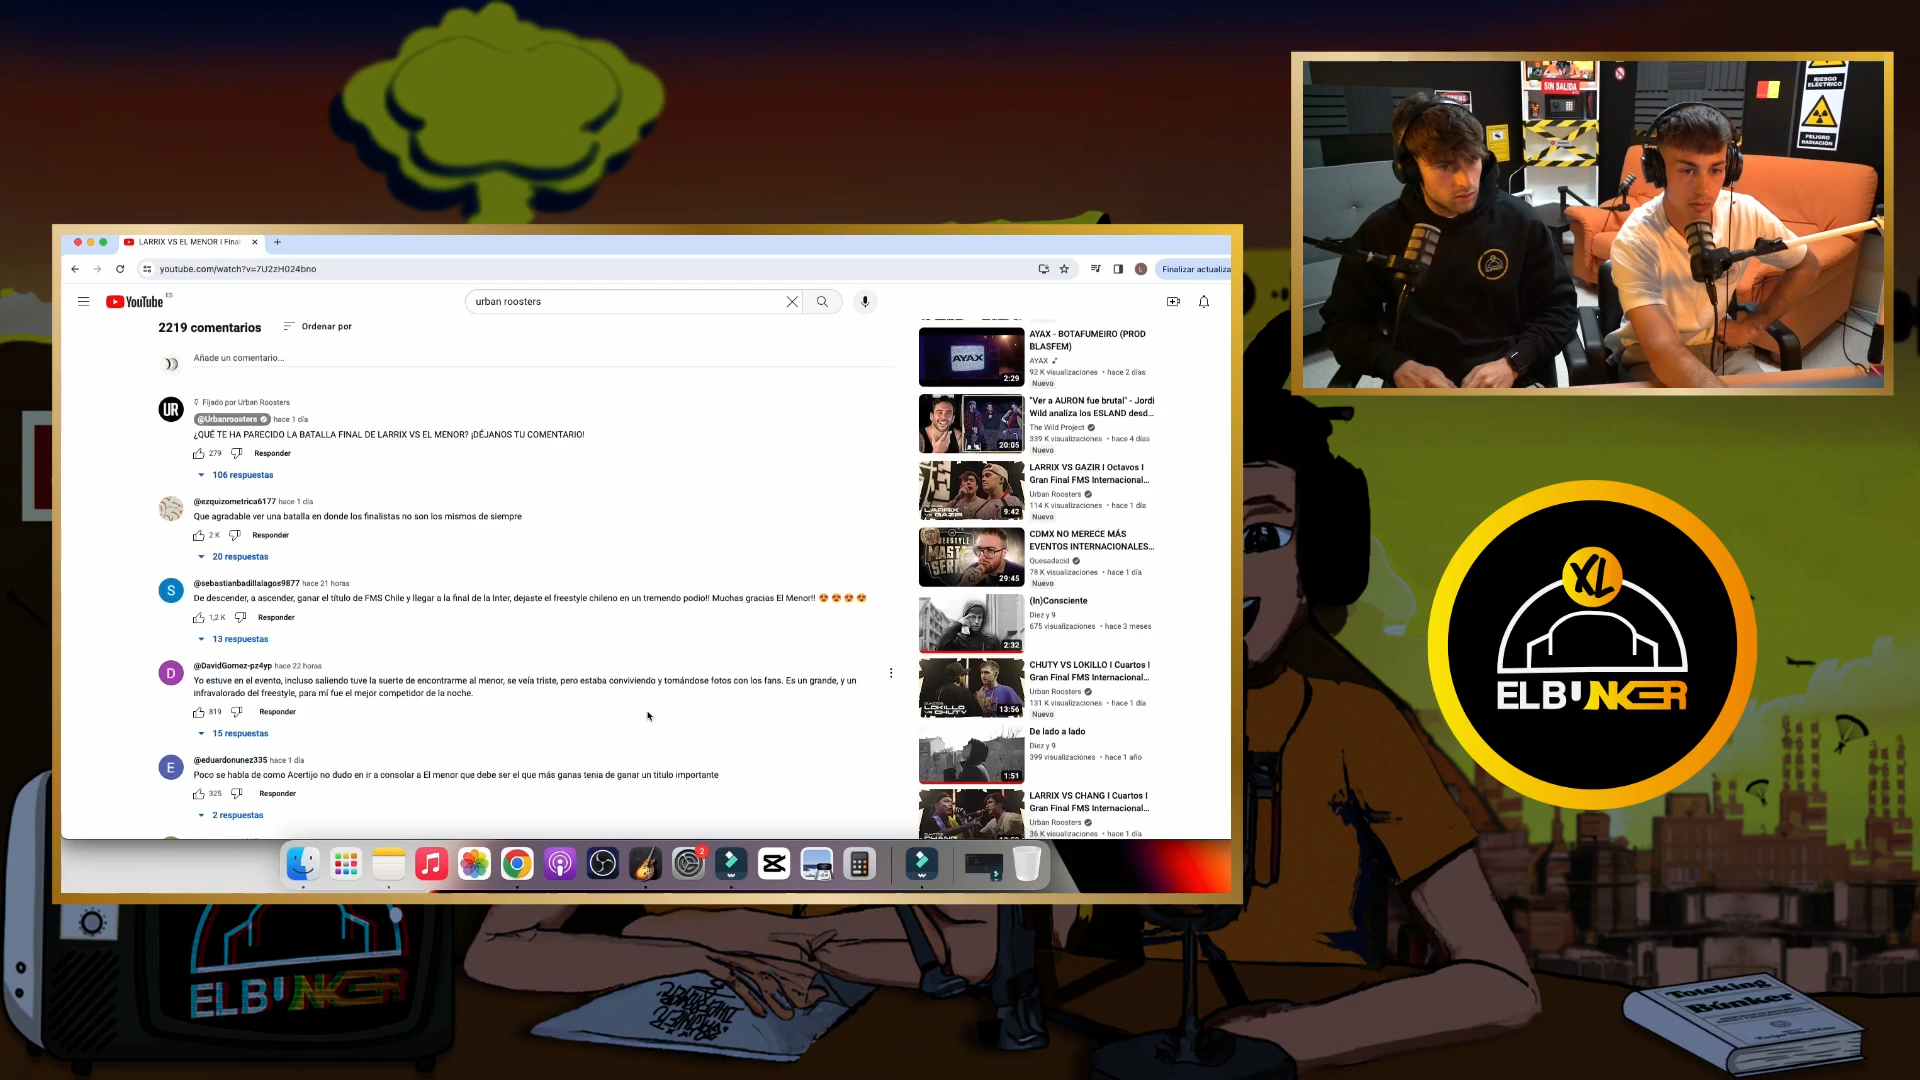 LARRIX VS EL MENOR I Final
youtube.com/watch?v=7U2zH024bno
Finalizar actualiza
YouTube ES
urban roosters
2219 comentarios
Ordenar por
Añade un comentario...
UR
Fijado por Urban Roosters
@Urbanroosters hace 1 día
¿QUÉ TE HA PARECIDO LA BATALLA FINAL DE LARRIX VS EL MENOR? ¡DÉJANOS TU COMENTARIO!
279 Responder
106 respuestas
@ezquizometrica6177 hace 1 día
Que agradable ver una batalla en donde los finalistas no son los mismos de siempre
2 K Responder
20 respuestas
S
@sebastianbadillalagos9877 hace 21 horas
De descender, a ascender, ganar el título de FMS Chile y llegar a la final de la Inter, dejaste el freestyle chileno en un tremendo podio!! Muchas gracias El Menor!! 😍 😍 😍 😍
1,2 K Responder
13 respuestas
D
@DavidGomez-pz4yp hace 22 horas
Yo estuve en el evento, incluso saliendo tuve la suerte de encontrarme al menor, se veía triste, pero estaba conviviendo y tomándose fotos con los fans. Es un grande, y un
infravalorado del freestyle, para mí fue el mejor competidor de la noche.
819 Responder
15 respuestas
E
@eduardonunez335 hace 1 día
Poco se habla de como Acertijo no dudo en ir a consolar a El menor que debe ser el que más ganas tenia de ganar un titulo importante
325 Responder
2 respuestas
AYAX
2:29
AYAX - BOTAFUMEIRO (PROD
BLASFEM)
AYAX
92 K visualizaciones • hace 2 días
Nuevo
20:05
"Ver a AURON fue brutal" - Jordi
Wild analiza los ESLAND desd...
The Wild Project
339 K visualizaciones • hace 4 días
Nuevo
LARRIX
GAZIR
9:42
LARRIX VS GAZIR I Octavos I
Gran Final FMS Internacional...
Urban Roosters
114 K visualizaciones • hace 1 día
Nuevo
29:45
CDMX NO MERECE MÁS
EVENTOS INTERNACIONALES...
Quesadacid
78 K visualizaciones • hace 1 día
Nuevo
2:32
(In)Consciente
Diez y 9
675 visualizaciones • hace 3 meses
LOKILLO
CHUTY
13:56
CHUTY VS LOKILLO I Cuartos I
Gran Final FMS Internacional...
Urban Roosters
131 K visualizaciones • hace 1 día
Nuevo
1:51
De lado a lado
Diez y 9
399 visualizaciones • hace 1 año
LARRIX VS CHANG I Cuartos I
Gran Final FMS Internacional...
Urban Roosters
36 K visualizaciones • hace 1 día
2
SIN SALIDA
RIESGO
ELÉCTRICO
PELIGRO
RADIACIÓN
XL
ELBUNKER
ELBUNKER
Toteking
Búnker